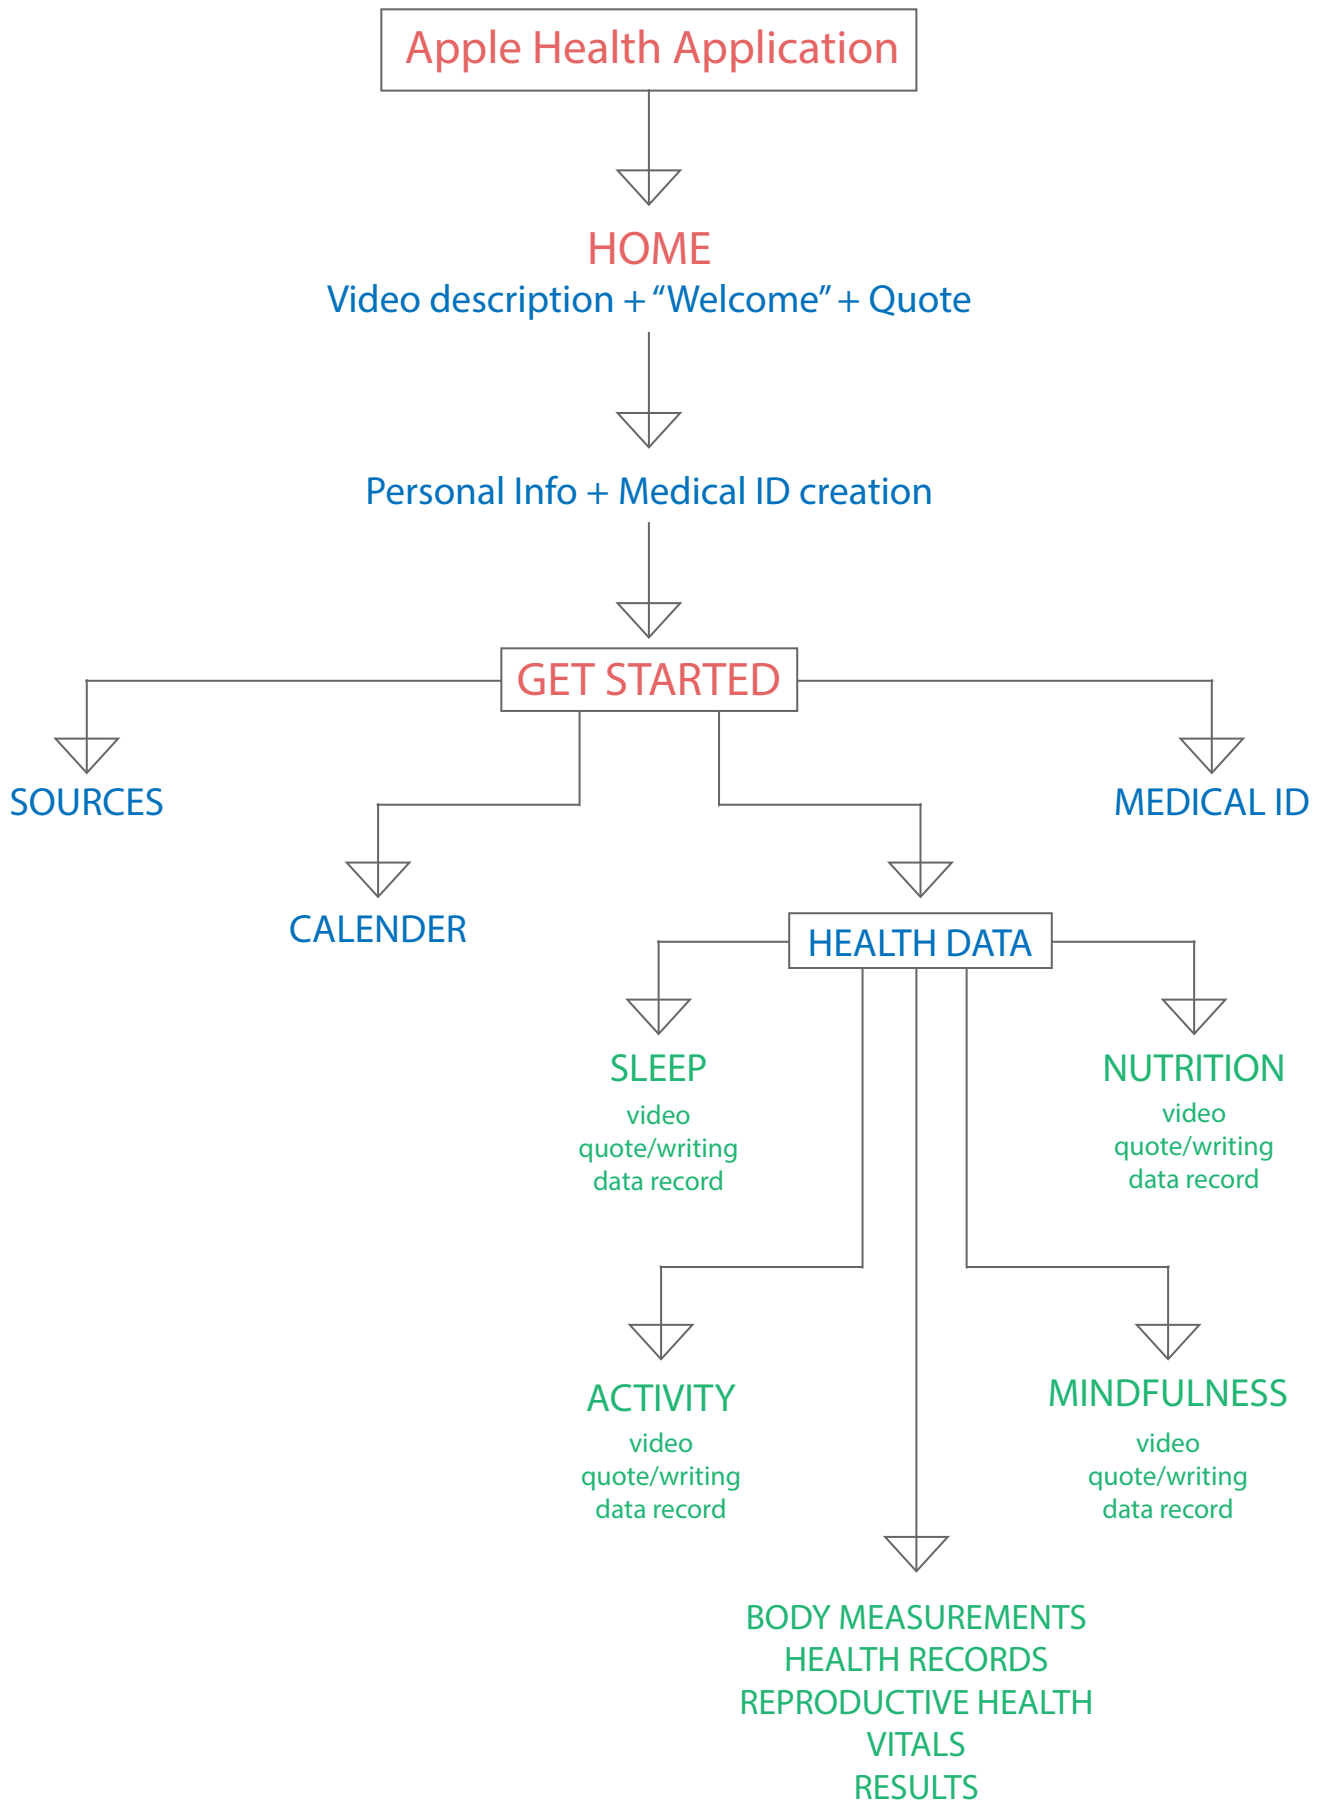 Apple Health Application
HOME
Video description + “Welcome” + Quote
Personal Info + Medical ID creation
GET STARTED
SOURCES
MEDICAL ID
CALENDER
HEALTH DATA
SLEEP
video
quote/writing
data record
NUTRITION
video
quote/writing
data record
ACTIVITY
video
quote/writing
data record
MINDFULNESS
video
quote/writing
data record
BODY MEASUREMENTS
HEALTH RECORDS
REPRODUCTIVE HEALTH
VITALS
RESULTS